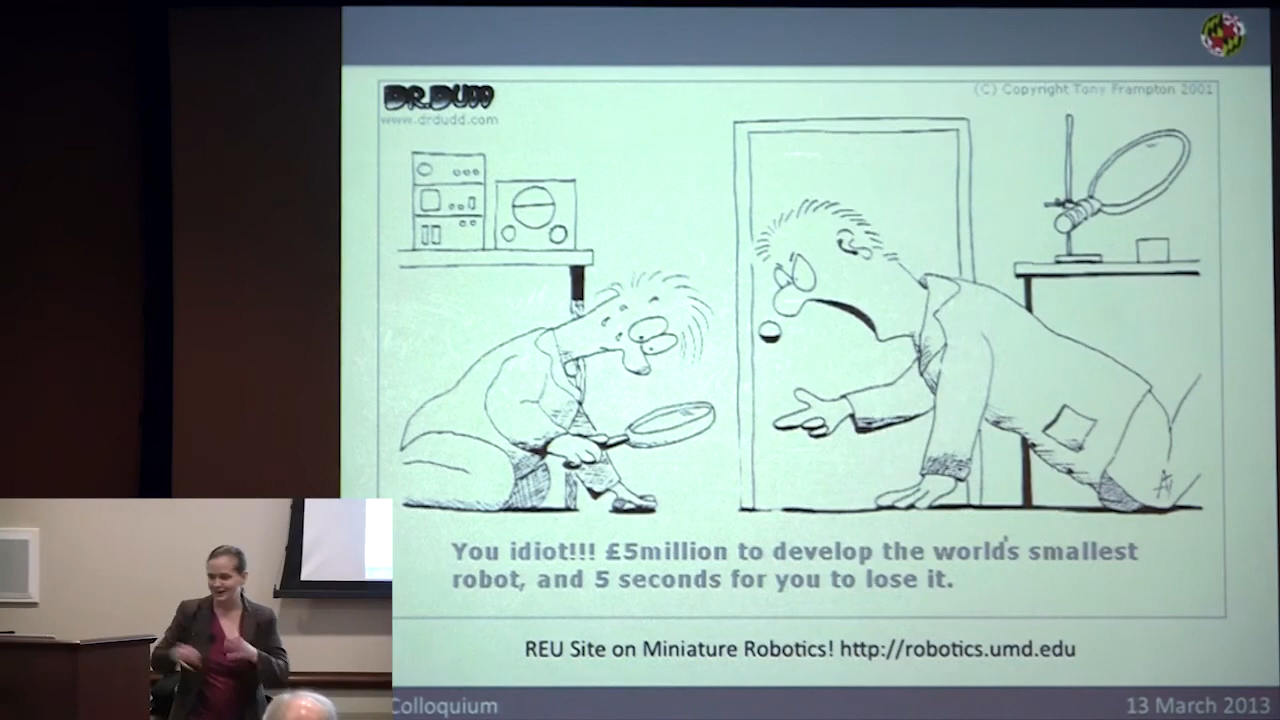 DR.DUDD
www.drdudd.com
(C) Copyright Tony Frampton 2001
You idiot!!! £5million to develop the world's smallest
robot, and 5 seconds for you to lose it.
REU Site on Miniature Robotics! http://robotics.umd.edu
Colloquium
13 March 2013